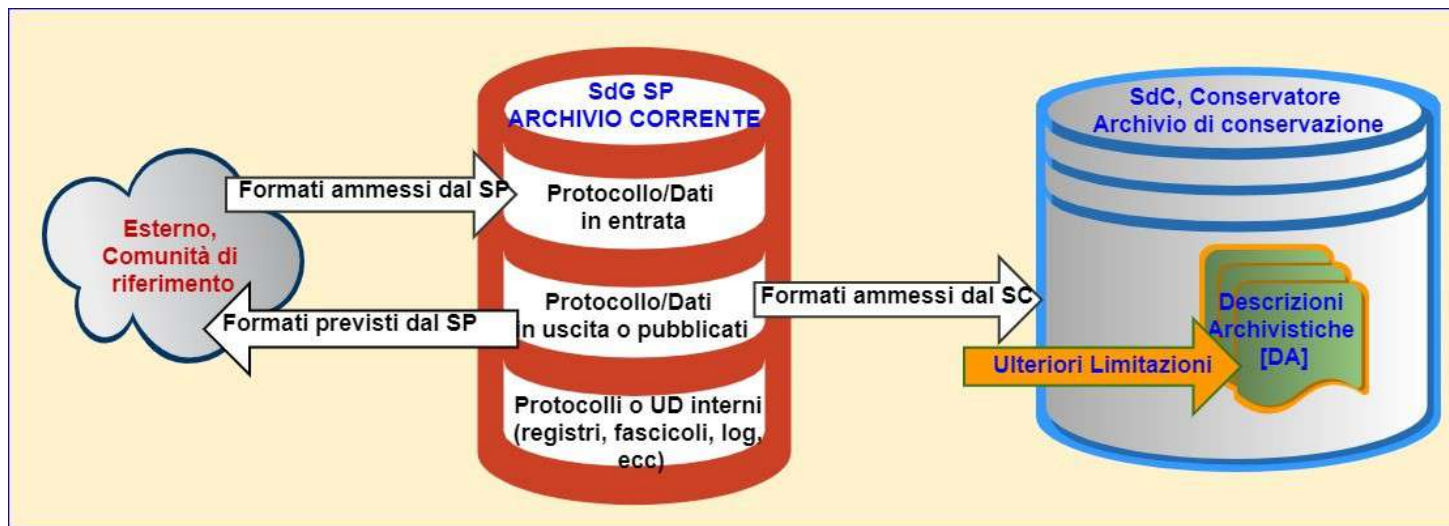 Esterno,
Comunità di
riferimento
Formati ammessi dal SP
Formati previsti dal SP
SdG SP
ARCHIVIO CORRENTE
Protocollo/Dati
in entrata
Protocollo/Dati
in uscita o pubblicati
Protocolli o UD interni
(registri, fascicoli, log,
ecc)
Formati ammessi dal SC
SdC, Conservatore
Archivio di conservazione
Ulteriori Limitazioni
Descrizioni
Archivistiche
[DA]